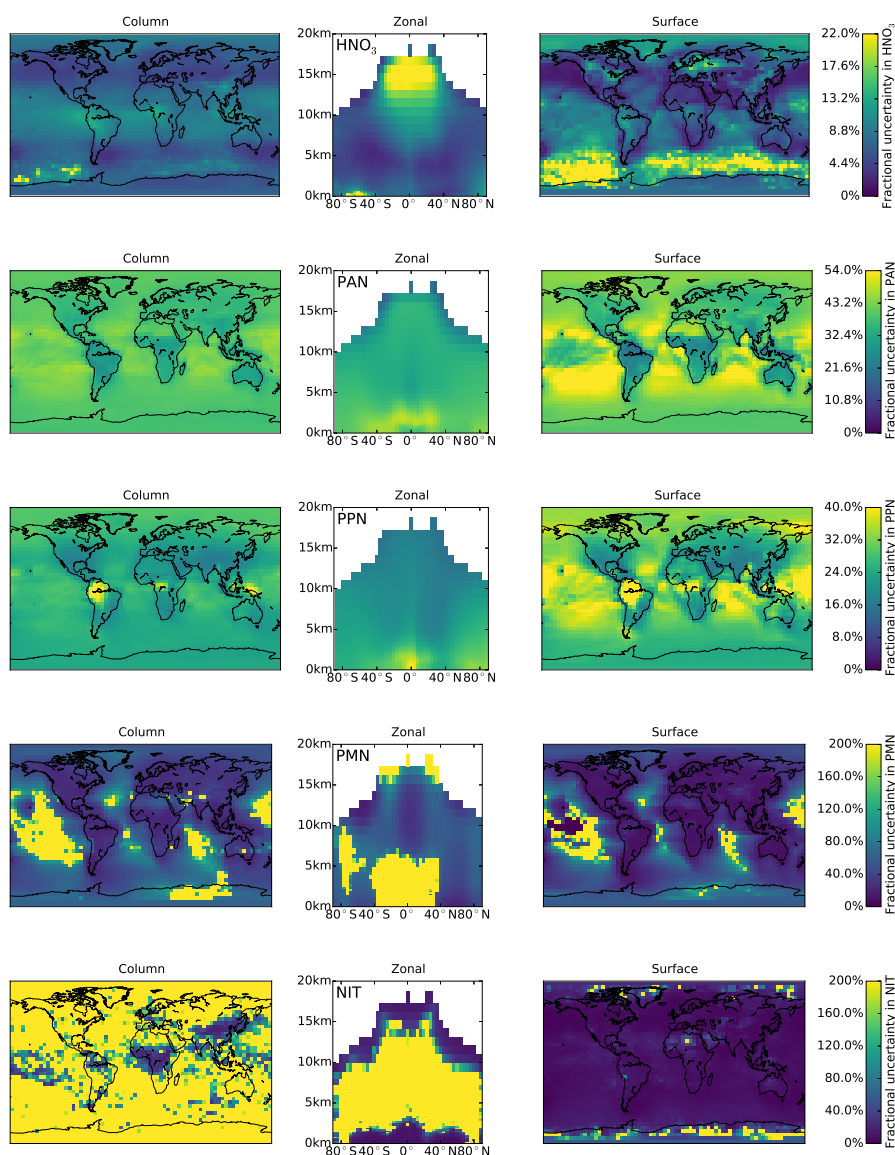 Column
Zonal
Surface
HNO₃
20km
15km
10km
5km
0km
80°S 40°S 0° 40°N 80°N
22.0%
17.6%
13.2%
8.8%
4.4%
0%
Fractional uncertainty in HNO₃
Column
Zonal
Surface
PAN
20km
15km
10km
5km
0km
80°S 40°S 0° 40°N 80°N
54.0%
43.2%
32.4%
21.6%
10.8%
0%
Fractional uncertainty in PAN
Column
Zonal
Surface
PPN
20km
15km
10km
5km
0km
80°S 40°S 0° 40°N 80°N
40.0%
32.0%
24.0%
16.0%
8.0%
0%
Fractional uncertainty in PPN
Column
Zonal
Surface
PMN
20km
15km
10km
5km
0km
80°S 40°S 0° 40°N 80°N
200%
160.0%
120.0%
80.0%
40.0%
0%
Fractional uncertainty in PMN
Column
Zonal
Surface
NIT
20km
15km
10km
5km
0km
80°S 40°S 0° 40°N 80°N
200%
160.0%
120.0%
80.0%
40.0%
0%
Fractional uncertainty in NIT